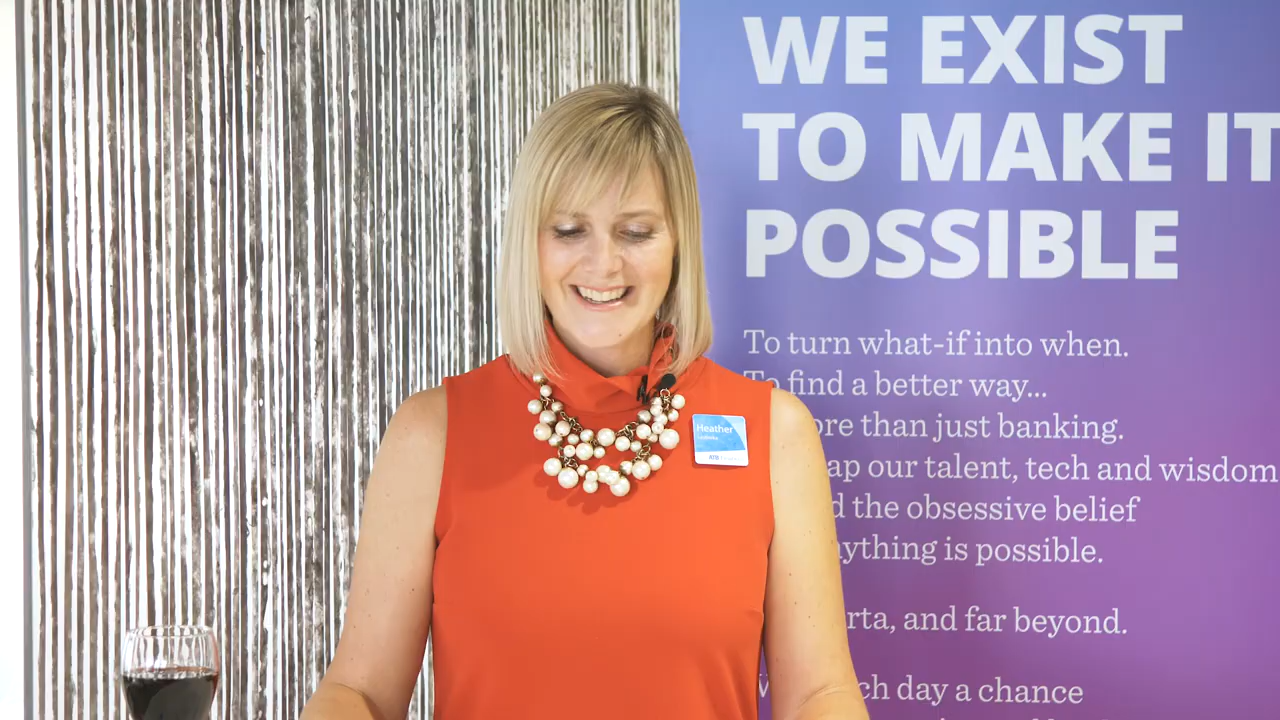 WE EXIST
TO MAKE IT
POSSIBLE
To turn what-if into when.
To find a better way...
ore than just banking.
ap our talent, tech and wisdom
d the obsessive belief
ything is possible.
rta, and far beyond.
ch day a chance
Heather
ATB